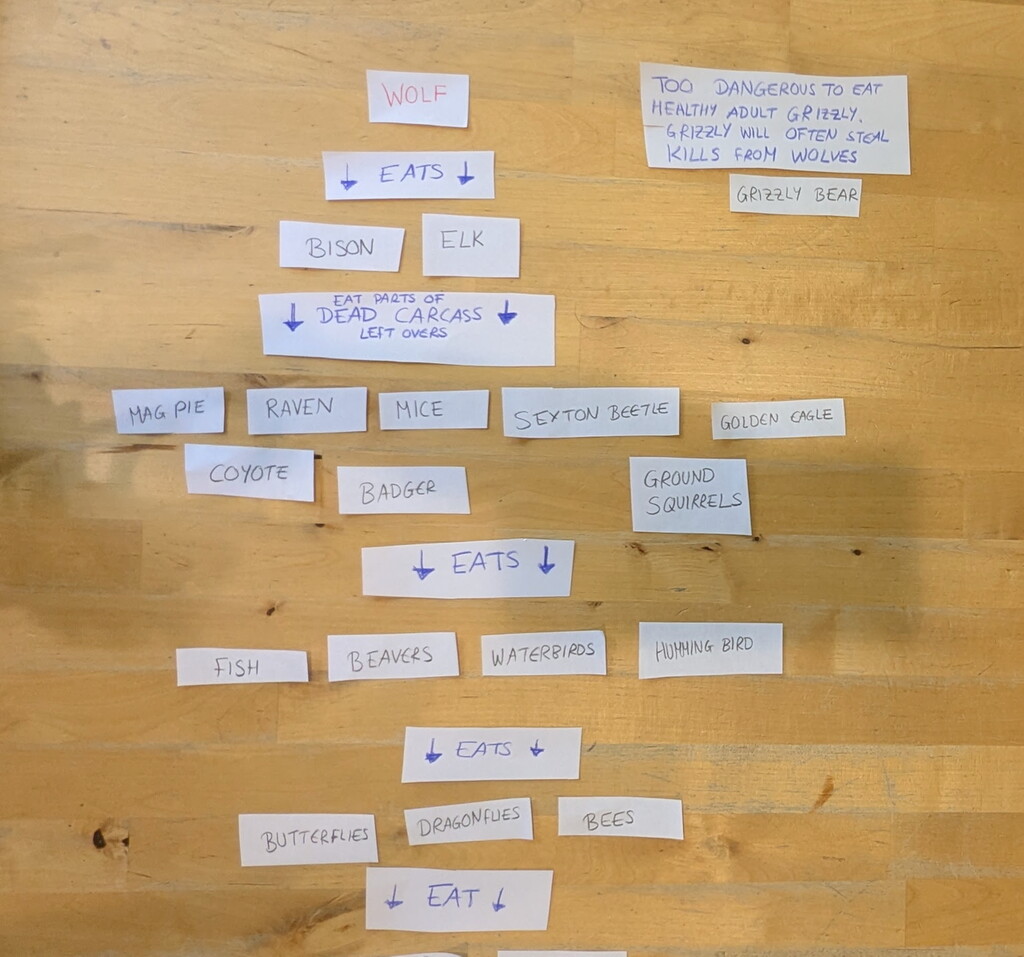 WOLF
TOO DANGEROUS TO EAT
HEALTHY ADULT GRIZZLY.
GRIZZLY WILL OFTEN STEAL
KILLS FROM WOLVES
↓ EATS ↓
GRIZZLY BEAR
BISON
ELK
EAT PARTS OF
↓ DEAD CARCASS ↓
LEFT OVERS
MAG PIE
RAVEN
MICE
SEXTON BEETLE
GOLDEN EAGLE
COYOTE
BADGER
GROUND
SQUIRRELS
↓ EATS ↓
FISH
BEAVERS
WATERBIRDS
HUMMING BIRD
↓ EATS ↓
BUTTERFLIES
DRAGONFLIES
BEES
↓ EAT ↓